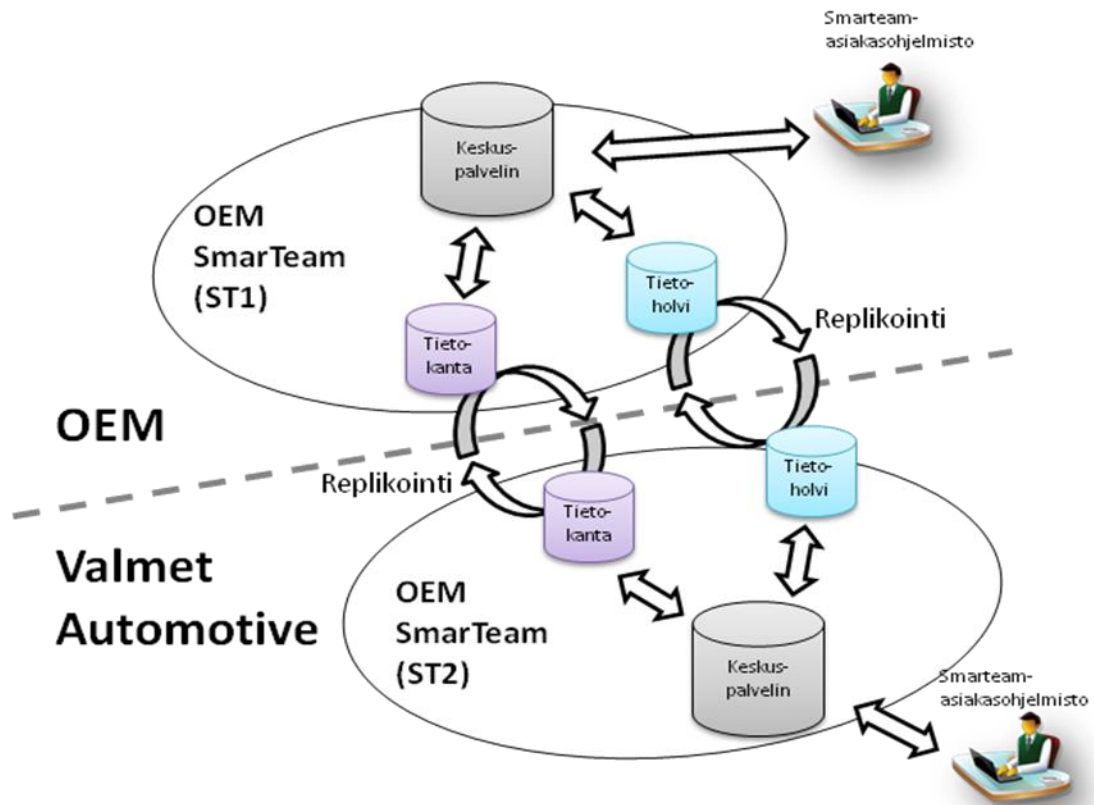 Smarteam-
asiakasohjelmisto
Keskus-
palvelin
OEM
SmarTeam
(ST1)
Tieto-
holvi
Replikointi
Tieto-
kanta
OEM
Replikointi
Tieto-
holvi
Tieto-
kanta
Valmet
Automotive
OEM
SmarTeam
(ST2)
Keskus-
palvelin
Smarteam-
asiakasohjelmisto